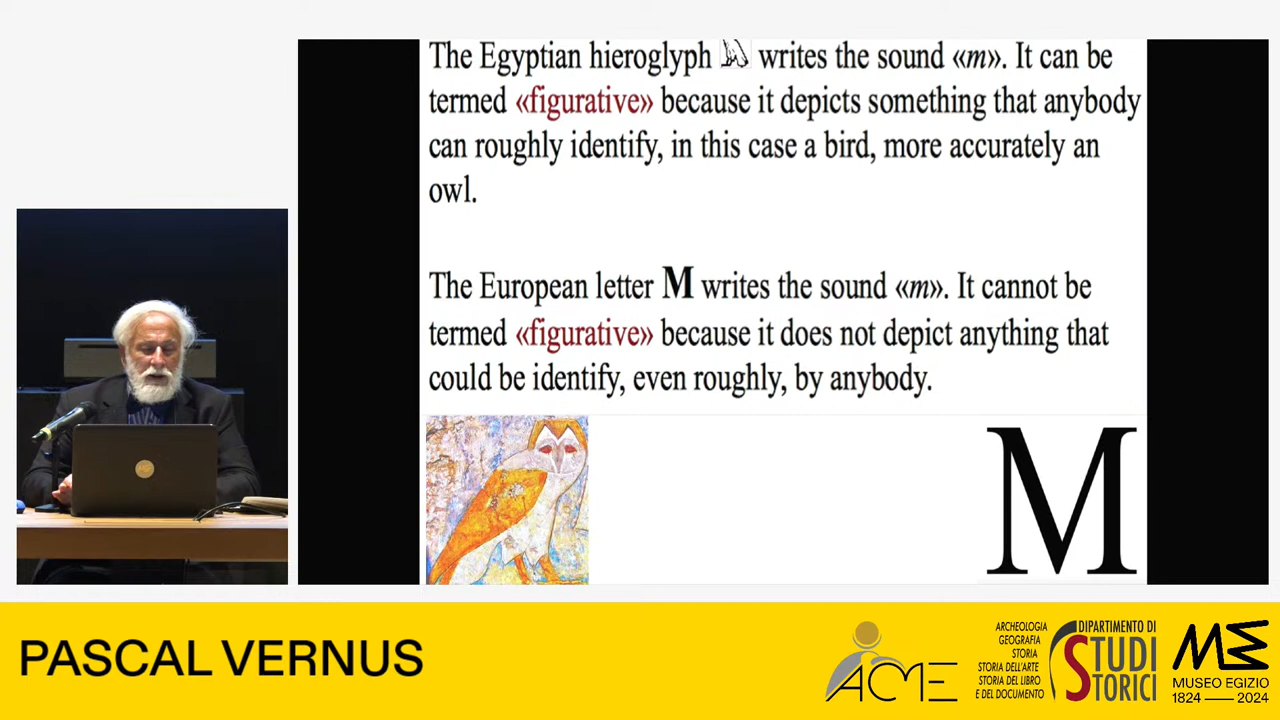 The Egyptian hieroglyph 𓅓 writes the sound «m». It can be
termed «figurative» because it depicts something that anybody
can roughly identify, in this case a bird, more accurately an
owl.
The European letter M writes the sound «m». It cannot be
termed «figurative» because it does not depict anything that
could be identify, even roughly, by anybody.
M
PASCAL VERNUS
ACME
ARCHEOLOGIA
GEOGRAFIA
STORIA
STORIA DELL'ARTE
STORIA DEL LIBRO
E DEL DOCUMENTO
DIPARTIMENTO DI
STUDI
STORICI
ME
MUSEO EGIZIO
1824 — 2024